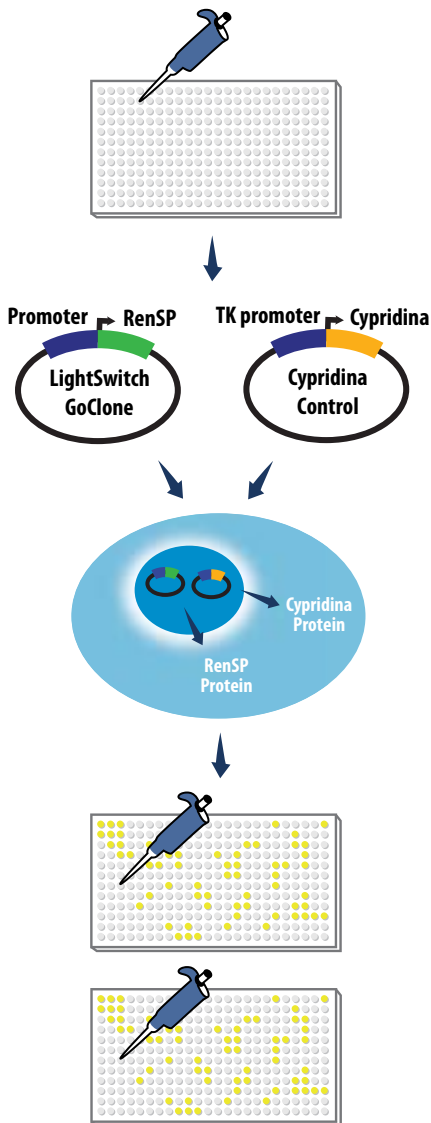 Promoter RenSP
LightSwitch
GoClone
TK promoter Cypridina
Cypridina
Control
Cypridina
Protein
RenSP
Protein